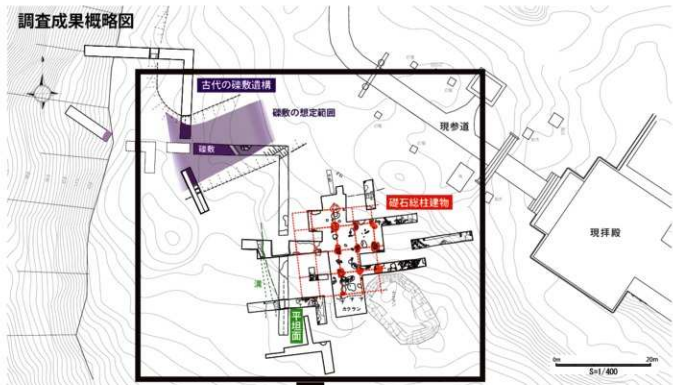 調査成果概略図
古代の礫敷遺構
礫敷の想定範囲
礫敷
現参道
礎石総柱建物
現拝殿
溝
平坦面
カクラン
0m
20m
S=1/400